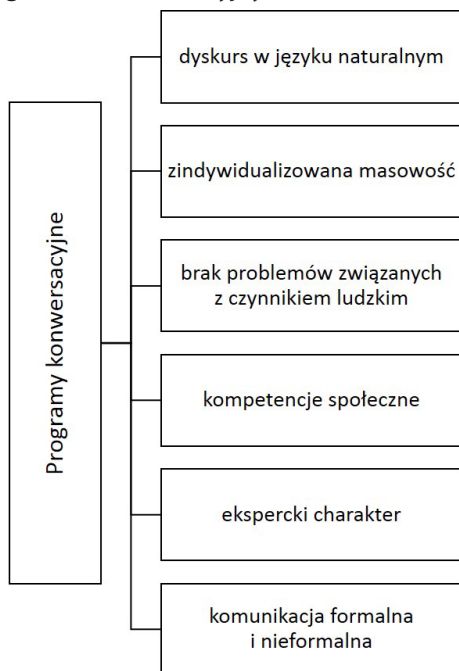 Programy konwersacyjne
dyskurs w języku naturalnym
zindywidualizowana masowość
brak problemów związanych
z czynnikiem ludzkim
kompetencje społeczne
ekspercki charakter
komunikacja formalna
i nieformalna